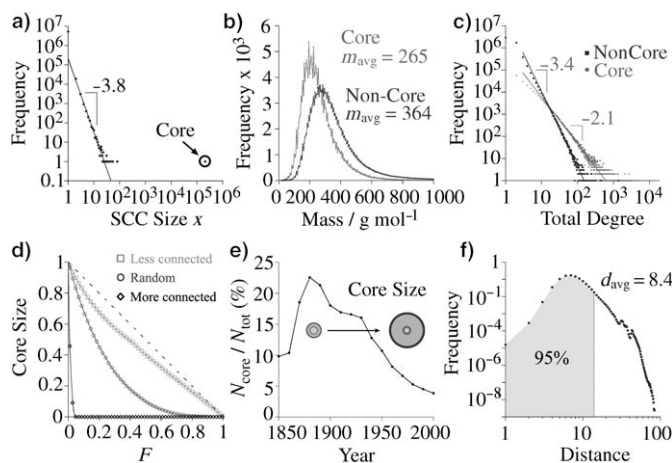 a)
Frequency
10^7
10^6
10^5
10^4
10^3
10^2
10
1
−3.8
Core
1 10 10^2 10^3 10^4 10^5 10^6
SCC Size x
b)
Frequency × 10^3
6
5
4
3
2
1
0
Core
m_avg = 265
Non-Core
m_avg = 364
0 200 400 600 800 1000
Mass / g mol^−1
c)
Frequency
10^7
10^6
10^5
10^4
10^3
10^2
10
1
−3.4
NonCore
Core
−2.1
1 10 10^2 10^3 10^4
Total Degree
d)
Core Size
1
0.8
0.6
0.4
0.2
0
Less connected
Random
More connected
0 0.2 0.4 0.6 0.8 1
F
e)
N_core / N_tot (%)
25
20
15
10
5
0
Core Size
1850 1900 1950 2000
Year
f)
Frequency
10^-1
10^-4
10^-6
10^-9
d_avg = 8.4
95%
1 10 100
Distance